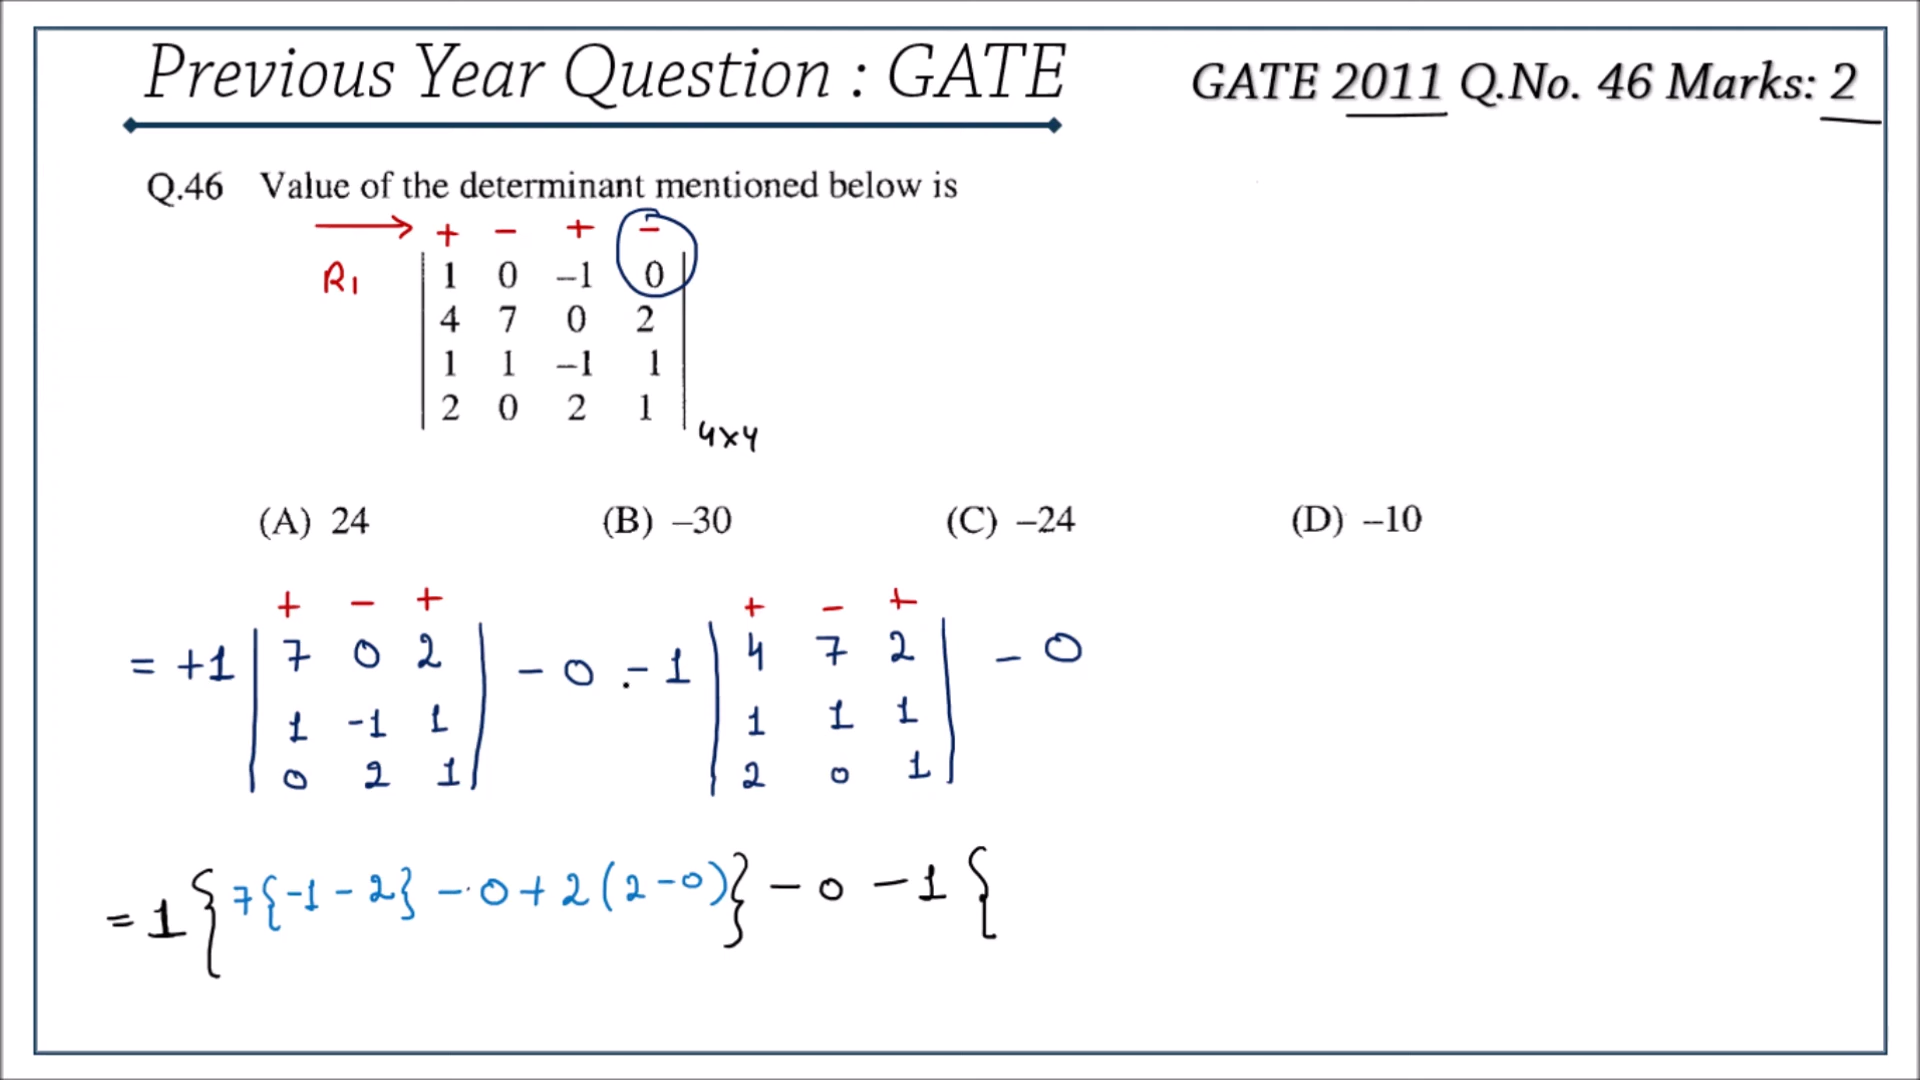 Previous Year Question : GATE
GATE 2011 Q.No. 46 Marks: 2
Q.46 Value of the determinant mentioned below is
+ − + −
R1
1 0 –1 0
4 7 0 2
1 1 –1 1
2 0 2 1
4×4
(A) 24 (B) –30 (C) –24 (D) –10
+ − + + − +
= +1 | 7 0 2 | - 0 - 1 | 4 7 2 | - 0
1 -1 1 1 1 1
0 2 1 2 0 1
= 1 { 7{-1 - 2} - 0 + 2 (2 - 0) } - 0 - 1 {